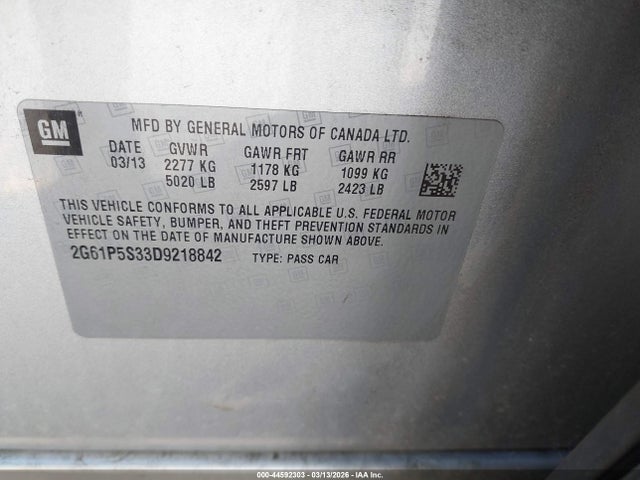 GM
MFD BY GENERAL MOTORS OF CANADA LTD.
DATE GVWR GAWR FRT GAWR RR
03/13 2277 KG 1178 KG 1099 KG
5020 LB 2597 LB 2423 LB
THIS VEHICLE CONFORMS TO ALL APPLICABLE U.S. FEDERAL MOTOR
VEHICLE SAFETY, BUMPER, AND THEFT PREVENTION STANDARDS IN
EFFECT ON THE DATE OF MANUFACTURE SHOWN ABOVE.
2G61P5S33D9218842 TYPE: PASS CAR
000-44592303 - 03/13/2026 - IAA Inc.